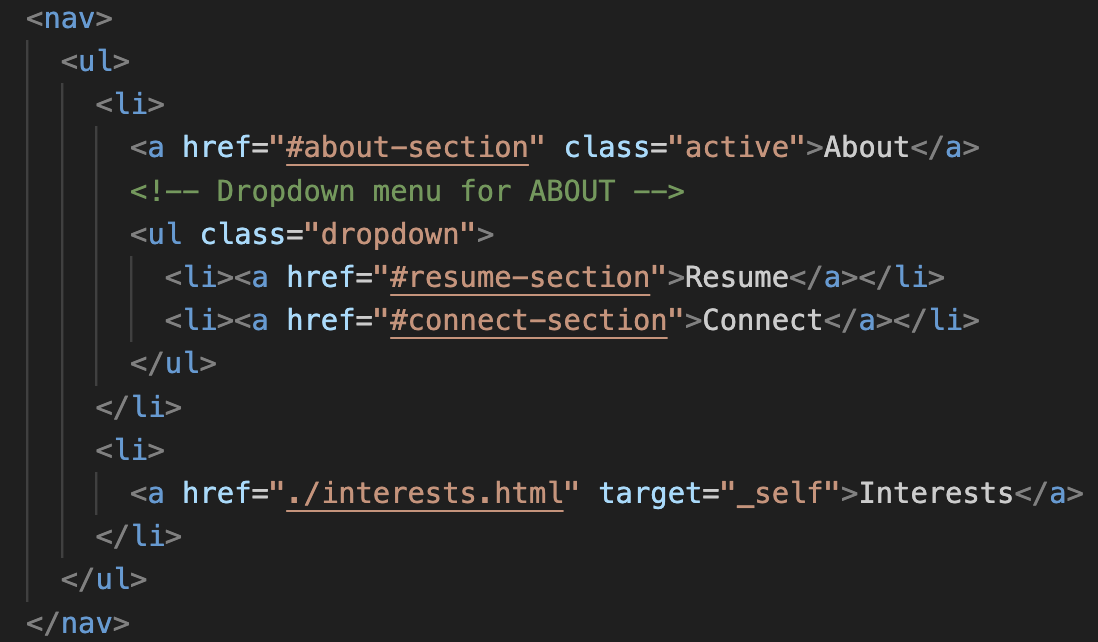 <nav>
<ul>
<li>
<a href="#about-section" class="active">About</a>
<!-- Dropdown menu for ABOUT -->
<ul class="dropdown">
<li><a href="#resume-section">Resume</a></li>
<li><a href="#connect-section">Connect</a></li>
</ul>
</li>
<li>
<a href="./interests.html" target="_self">Interests</a>
</li>
</ul>
</nav>